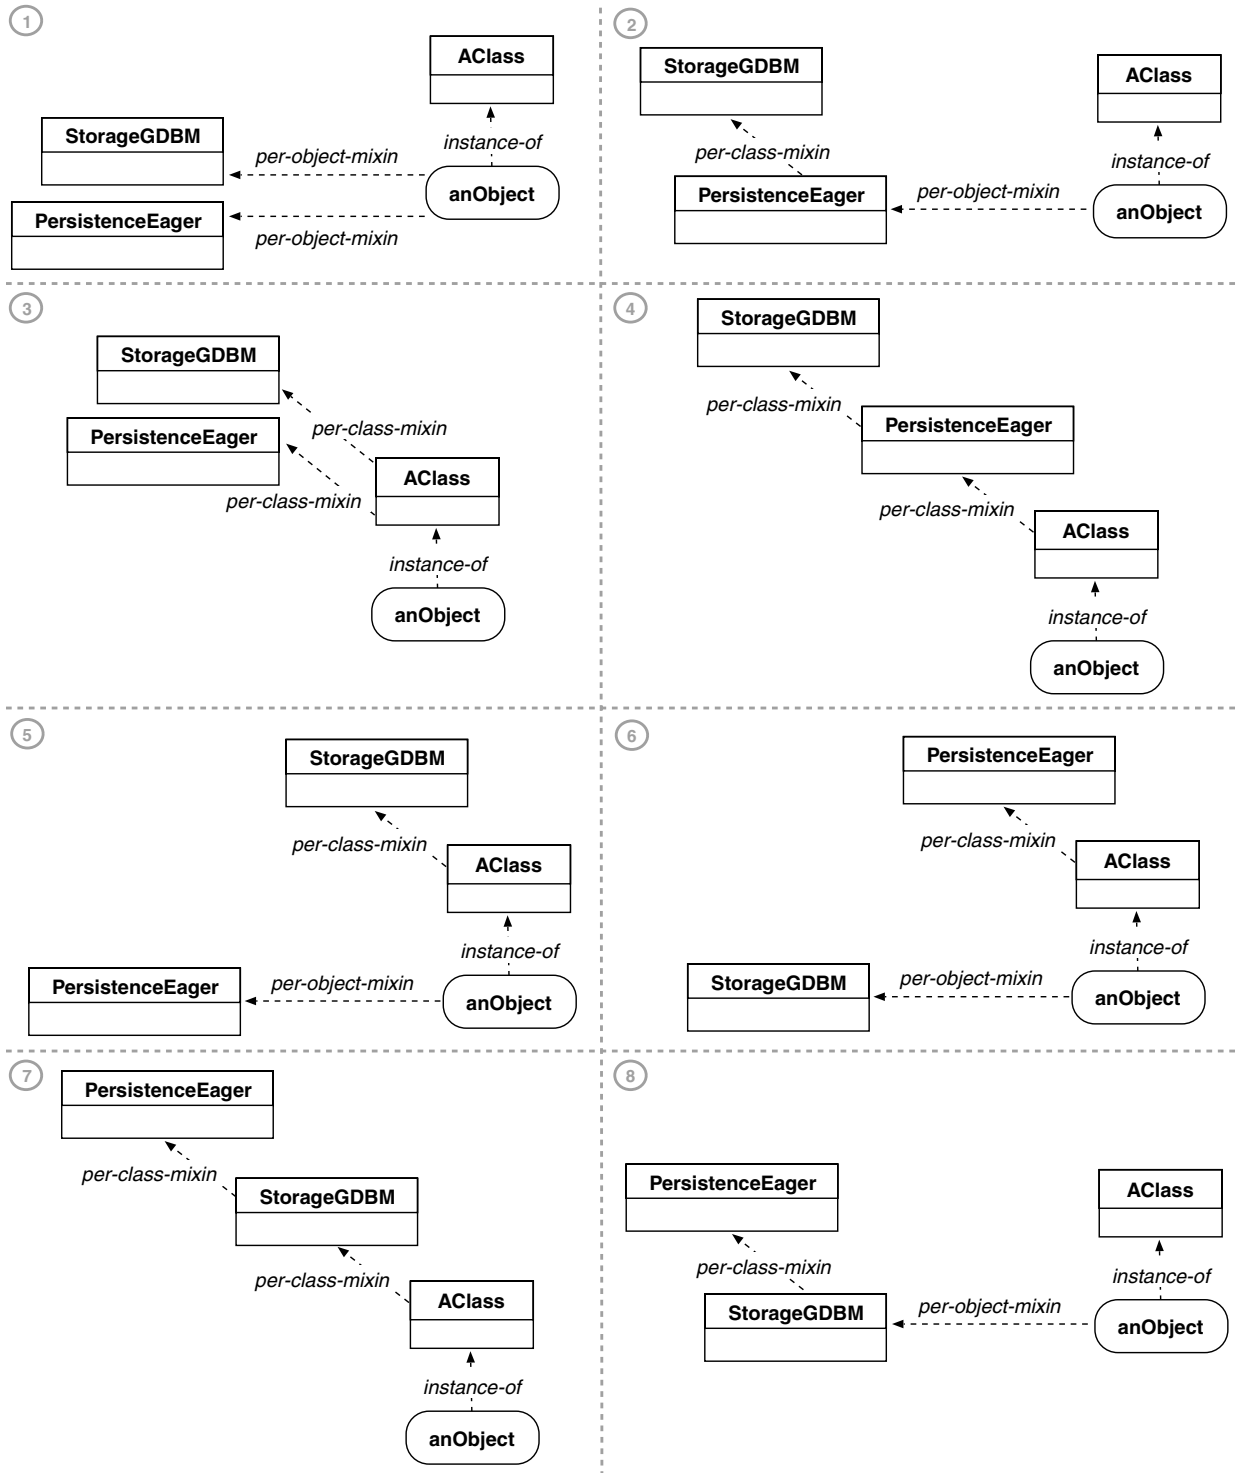 1
AClass
StorageGDBM
per-object-mixin
instance-of
anObject
PersistenceEager
per-object-mixin
2
StorageGDBM
AClass
per-class-mixin
instance-of
PersistenceEager
per-object-mixin
anObject
3
StorageGDBM
per-class-mixin
PersistenceEager
AClass
per-class-mixin
instance-of
anObject
4
StorageGDBM
per-class-mixin
PersistenceEager
per-class-mixin
AClass
instance-of
anObject
5
StorageGDBM
per-class-mixin
AClass
instance-of
PersistenceEager
per-object-mixin
anObject
6
PersistenceEager
per-class-mixin
AClass
instance-of
StorageGDBM
per-object-mixin
anObject
7
PersistenceEager
per-class-mixin
StorageGDBM
per-class-mixin
AClass
instance-of
anObject
8
PersistenceEager
AClass
per-class-mixin
instance-of
StorageGDBM
per-object-mixin
anObject